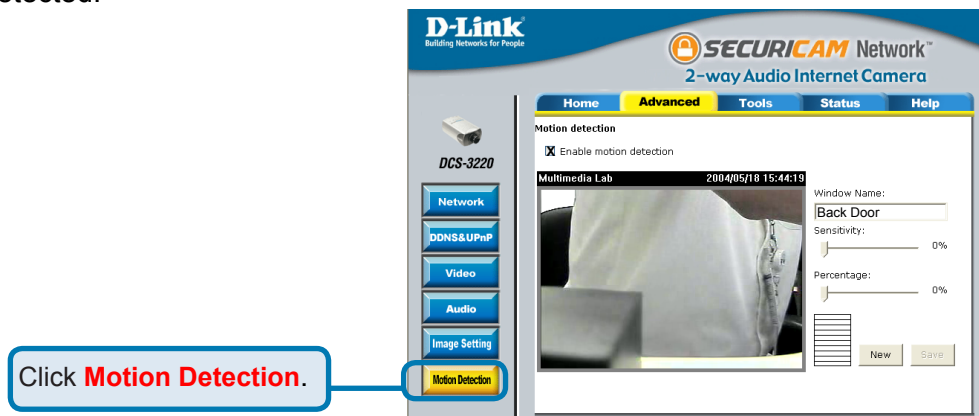 D-Link
Building Networks for People
SECURICAM Network™
2-way Audio Internet Camera
Home Advanced Tools Status Help
Motion detection
X Enable motion detection
DCS-3220
Network
DDNS&UPnP
Video
Audio
Image Setting
Motion Detection
Multimedia Lab 2004/05/18 15:44:19
Window Name:
Back Door
Sensitivity:
0%
Percentage:
0%
New Save
Click Motion Detection.